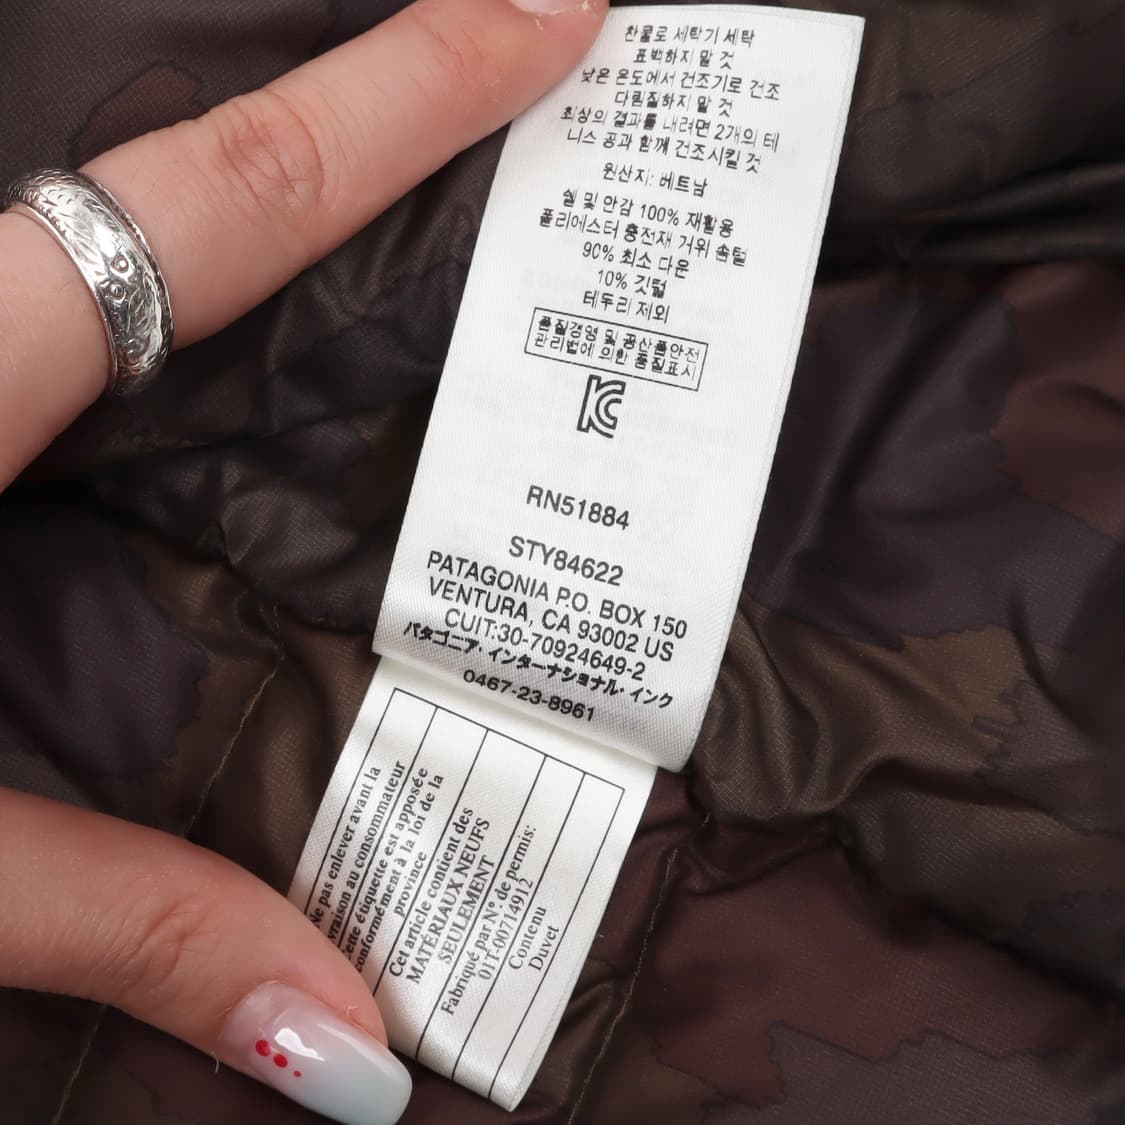 찬물로 세탁기 세탁
표백하지 말 것
낮은 온도에서 건조기로 건조
다림질하지 말 것
최상의 결과를 내려면 2개의 테
니스 공과 함께 건조시킬 것
원산지: 베트남
쉘 및 안감 100% 재활용
폴리에스터 충전재 거위 솜털
90% 최소 다운
10% 깃털
테두리 제외
품질경영 및 공산품안전
관리법에 의한 품질표시
KC
RN51884
STY84622
PATAGONIA P.O. BOX 150
VENTURA, CA 93002 US
CUIT:30-70924649-2
パタゴニア・インターナショナル・インク
0467-23-8961
Ne pas enlever avant la
livraison au consommateur
Cette étiquette est apposée
conformément à la loi de la
province
Cet article contient des
MATÉRIAUX NEUFS
SEULEMENT
Fabriqué par N° de permis:
01T-00714912
Contenu
Duvet